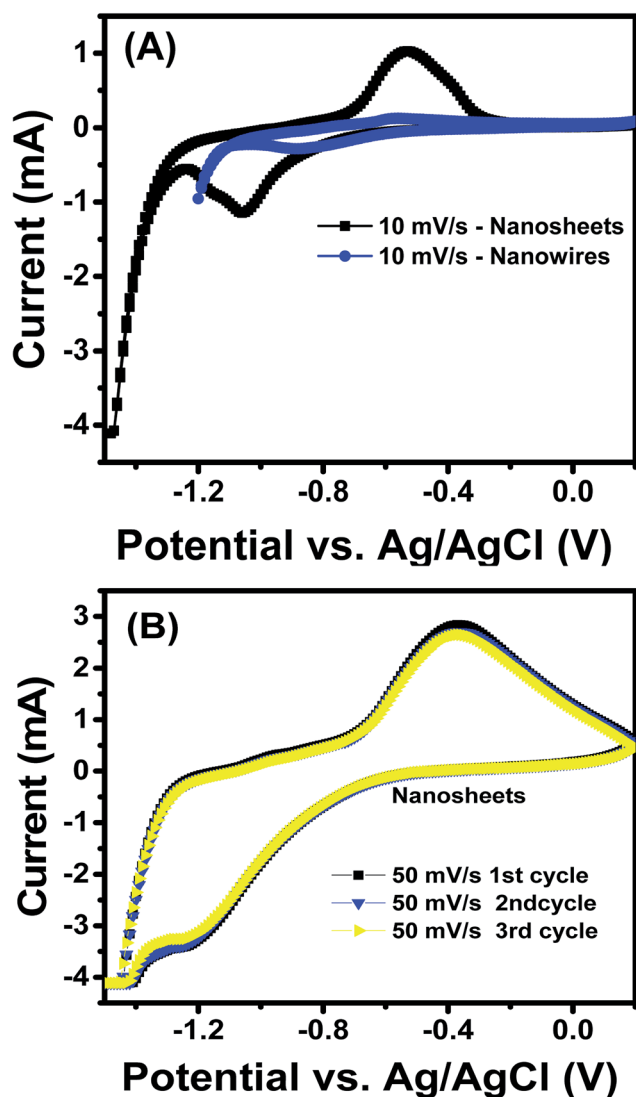 (A)
1
0
-1
-2
-3
-4
Current (mA)
10 mV/s - Nanosheets
10 mV/s - Nanowires
-1.2 -0.8 -0.4 0.0
Potential vs. Ag/AgCl (V)
(B)
3
2
1
0
-1
-2
-3
-4
Current (mA)
Nanosheets
50 mV/s 1st cycle
50 mV/s 2ndcycle
50 mV/s 3rd cycle
-1.2 -0.8 -0.4 0.0
Potential vs. Ag/AgCl (V)